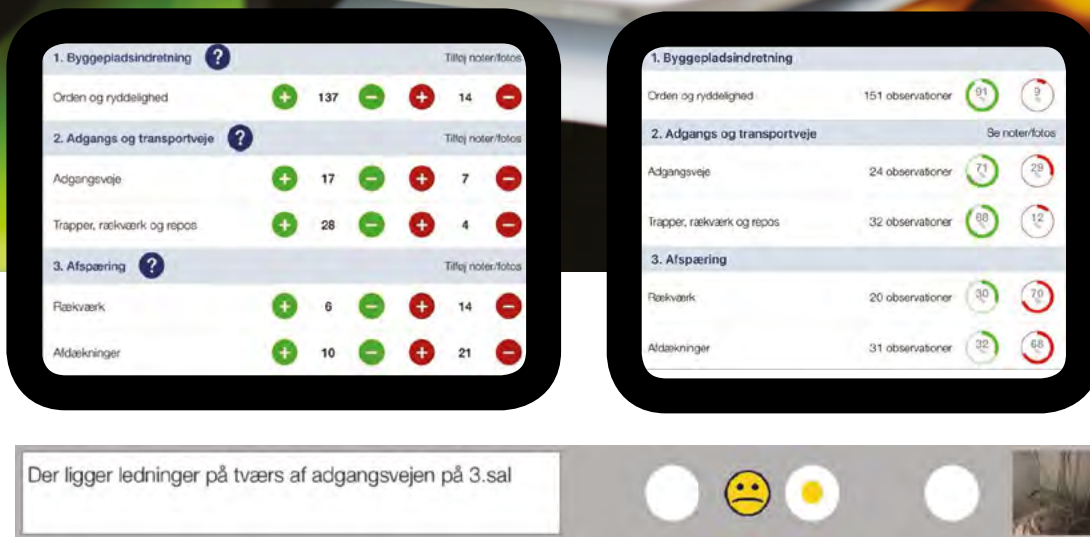 1. Byggepladsindretning ? Tilføj noter/fotos
Orden og ryddelighed + 137 − + 14 −
2. Adgangs og transportveje ? Tilføj noter/fotos
Adgangsveje + 17 − + 7 −
Trapper, rækværk og repos + 28 − + 4 −
3. Afspæring ? Tilføj noter/fotos
Rækværk + 6 − + 14 −
Afdækninger + 10 − + 21 −
1. Byggepladsindretning
Orden og ryddelighed 151 observationer 91 % 9 %
2. Adgangs og transportveje Se noter/fotos
Adgangsveje 24 observationer 71 % 29 %
Trapper, rækværk og repos 32 observationer 88 % 12 %
3. Afspæring
Rækværk 20 observationer 30 % 70 %
Afdækninger 31 observationer 32 % 68 %
Der ligger ledninger på tværs af adgangsvejen på 3.sal